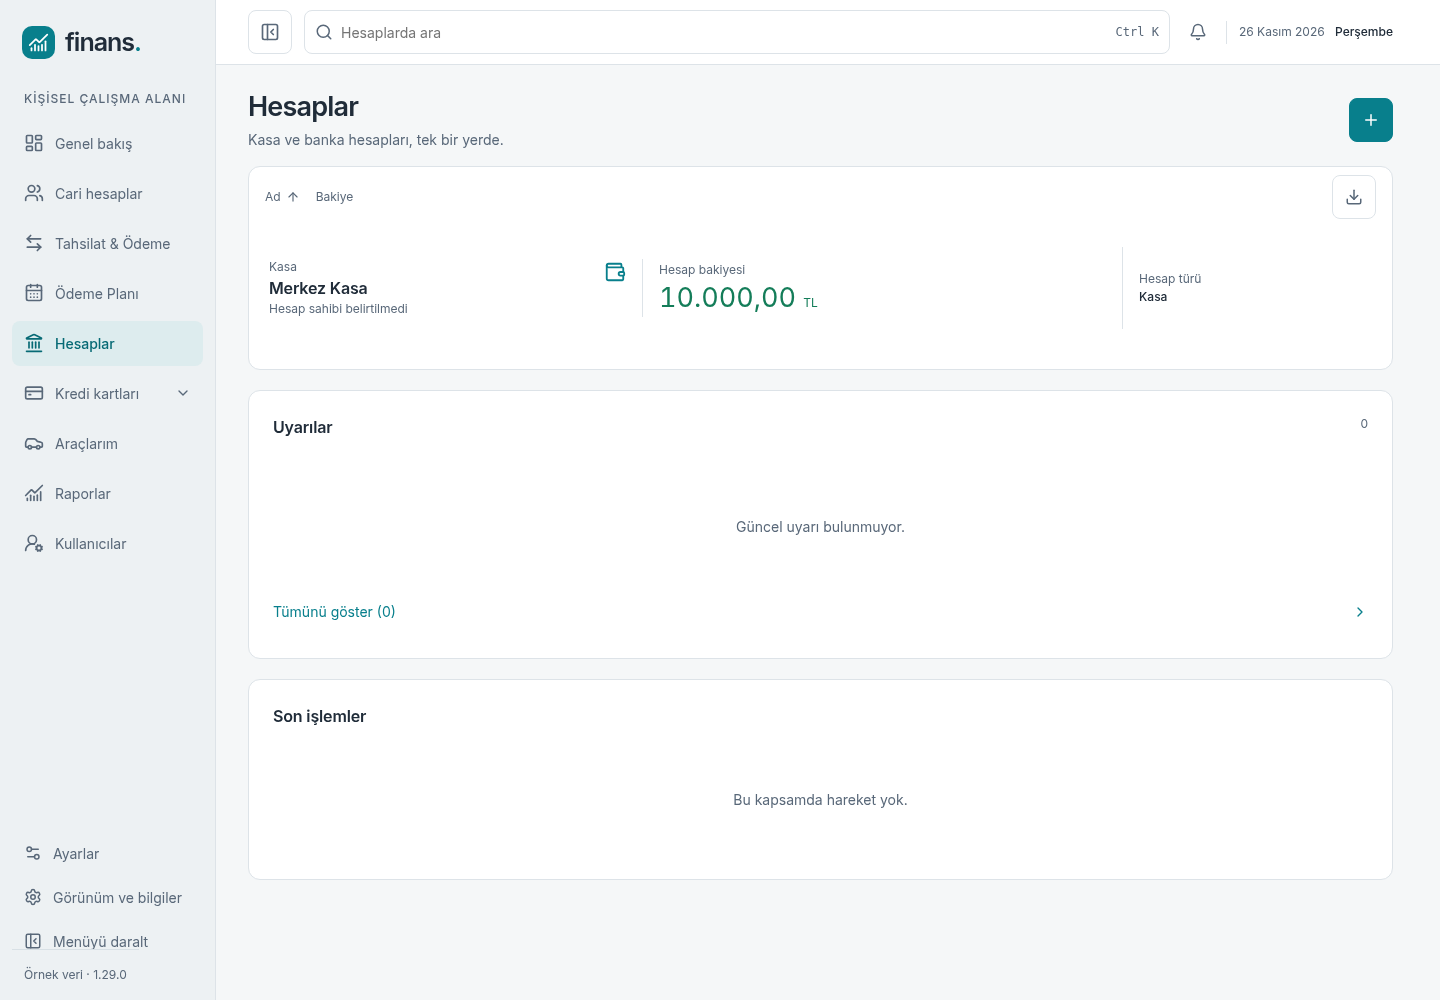 finans.
KİŞİSEL ÇALIŞMA ALANI
Genel bakış
Cari hesaplar
Tahsilat & Ödeme
Ödeme Planı
Hesaplar
Kredi kartları
Araçlarım
Raporlar
Kullanıcılar
Ayarlar
Görünüm ve bilgiler
Menüyü daralt
Örnek veri · 1.29.0
Hesaplarda ara
Ctrl K
26 Kasım 2026 Perşembe
Hesaplar
Kasa ve banka hesapları, tek bir yerde.
Ad Bakiye
Kasa
Merkez Kasa
Hesap sahibi belirtilmedi
Hesap bakiyesi
10.000,00 TL
Hesap türü
Kasa
Uyarılar
0
Güncel uyarı bulunmuyor.
Tümünü göster (0)
Son işlemler
Bu kapsamda hareket yok.